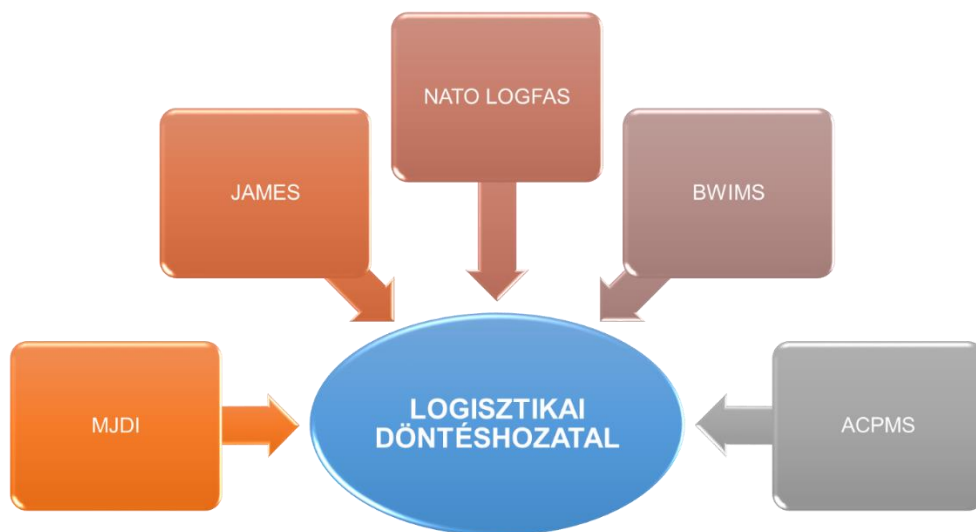 NATO LOGFAS
JAMES
BWIMS
MJDI
LOGISZTIKAI
DÖNTÉSHOZATAL
ACPMS